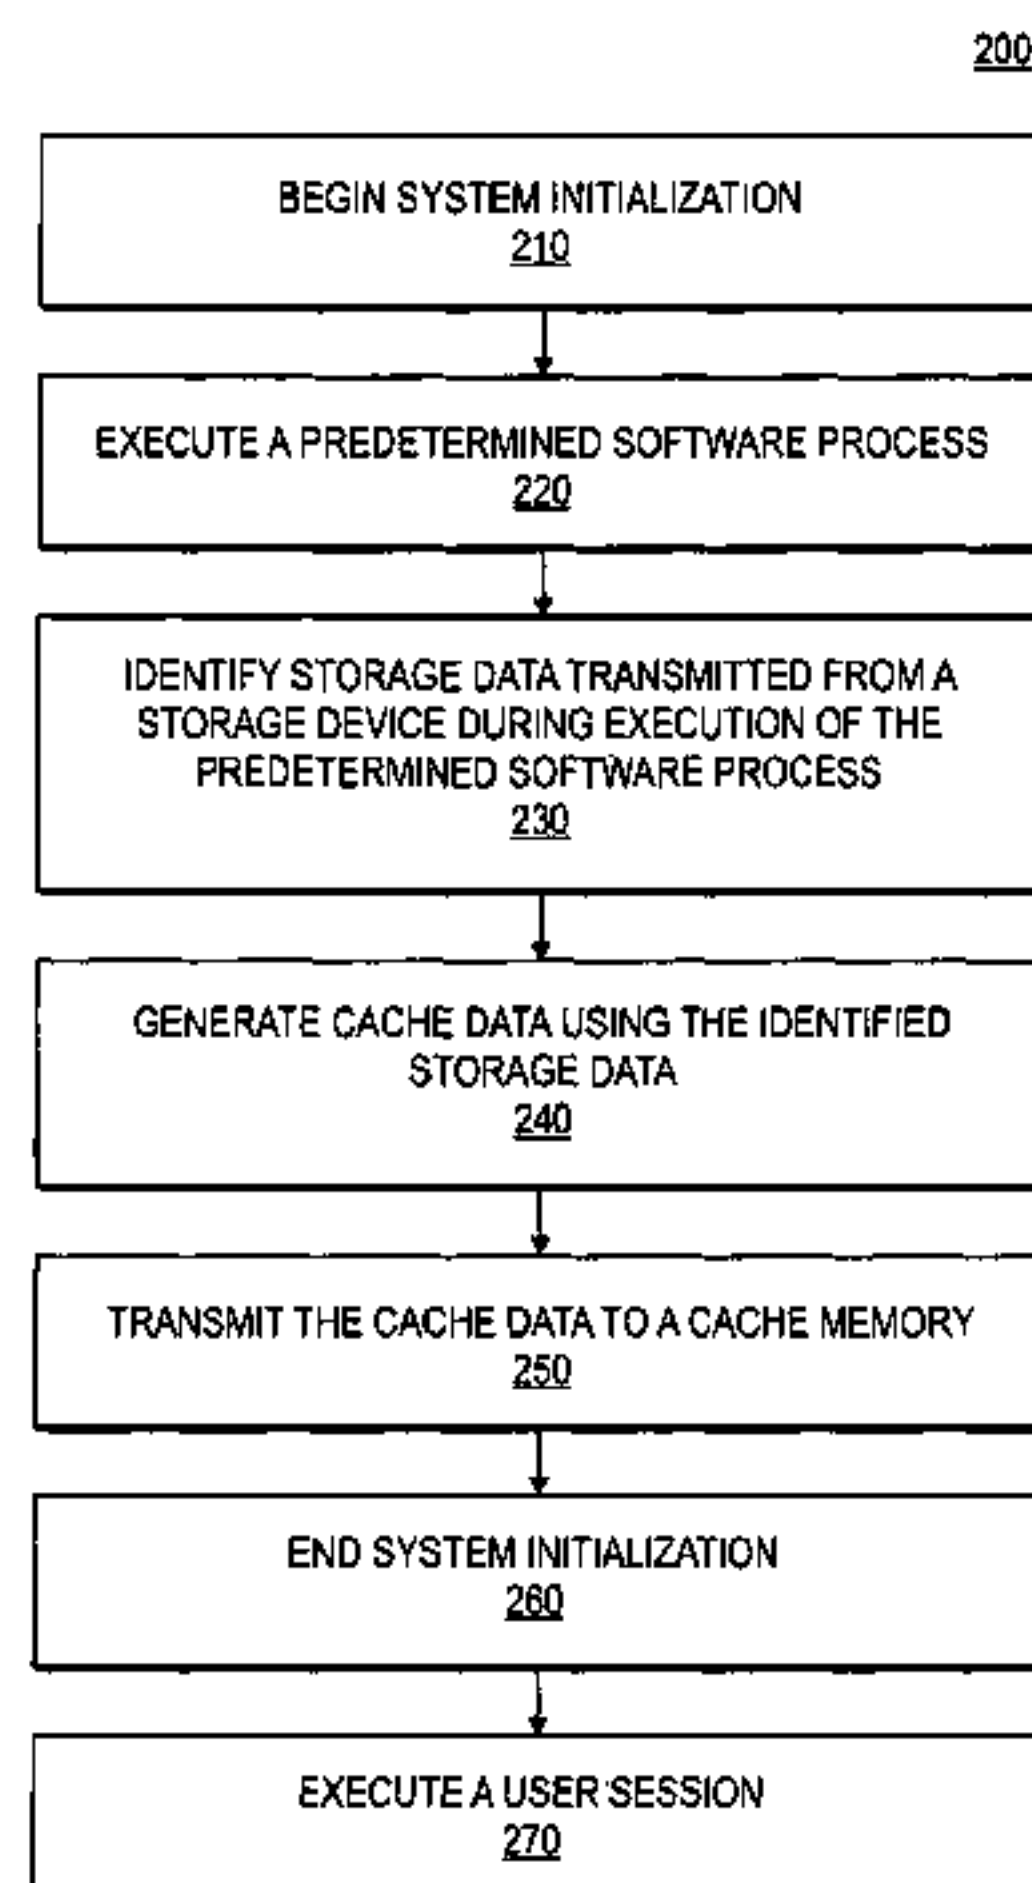 200
BEGIN SYSTEM INITIALIZATION
210
EXECUTE A PREDETERMINED SOFTWARE PROCESS
220
IDENTIFY STORAGE DATA TRANSMITTED FROM A
STORAGE DEVICE DURING EXECUTION OF THE
PREDETERMINED SOFTWARE PROCESS
230
GENERATE CACHE DATA USING THE IDENTIFIED
STORAGE DATA
240
TRANSMIT THE CACHE DATA TO A CACHE MEMORY
250
END SYSTEM INITIALIZATION
260
EXECUTE A USER SESSION
270